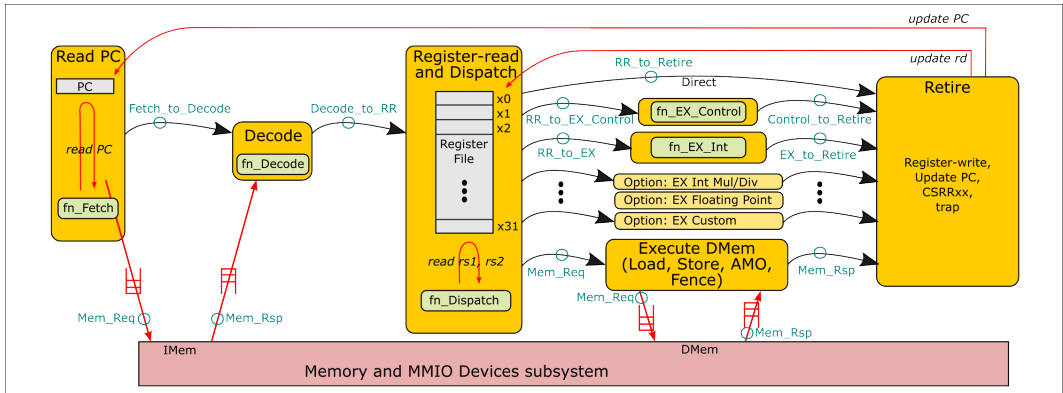 update PC
update rd
Read PC
PC
read PC
fn_Fetch
Fetch_to_Decode
Decode
fn_Decode
Decode_to_RR
Register-read
and Dispatch
x0
x1
x2
Register
File
x31
read rs1, rs2
fn_Dispatch
RR_to_Retire
Direct
RR_to_EX_Control
fn_EX_Control
Control_to_Retire
RR_to_EX
fn_EX_Int
EX_to_Retire
Option: EX Int Mul/Div
Option: EX Floating Point
Option: EX Custom
Mem_Req
Execute DMem
(Load, Store, AMO,
Fence)
Mem_Rsp
Retire
Register-write,
Update PC,
CSRRxx,
trap
Mem_Req
Mem_Rsp
Mem_Req
Mem_Rsp
IMem
DMem
Memory and MMIO Devices subsystem